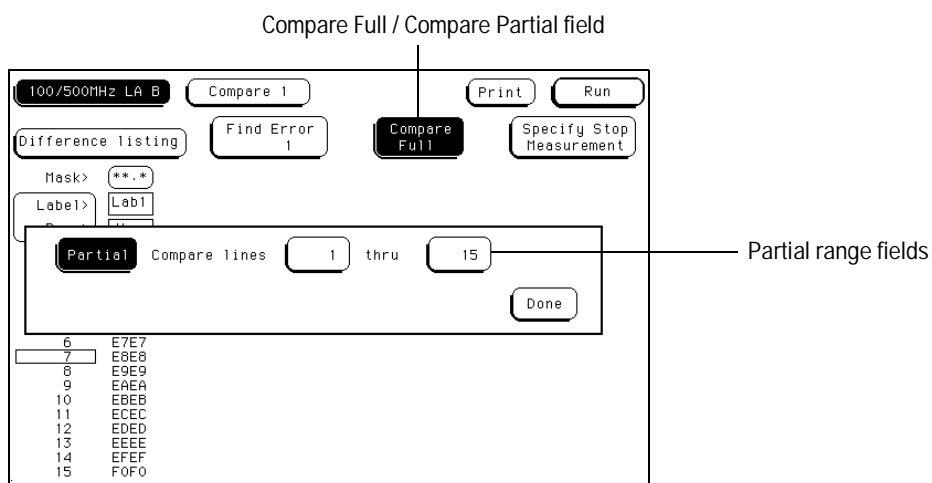 Compare Full / Compare Partial field
100/500MHz LA B Compare 1 Print Run
Difference listing Find Error 1 Compare Full Specify Stop Measurement
Mask> **.*
Label> Lab1
Partial Compare lines 1 thru 15
Partial range fields
Done
6 E7E7
7 E8E8
8 E9E9
9 EAEA
10 EBEB
11 ECEC
12 EDED
13 EEEE
14 EFEF
15 F0F0